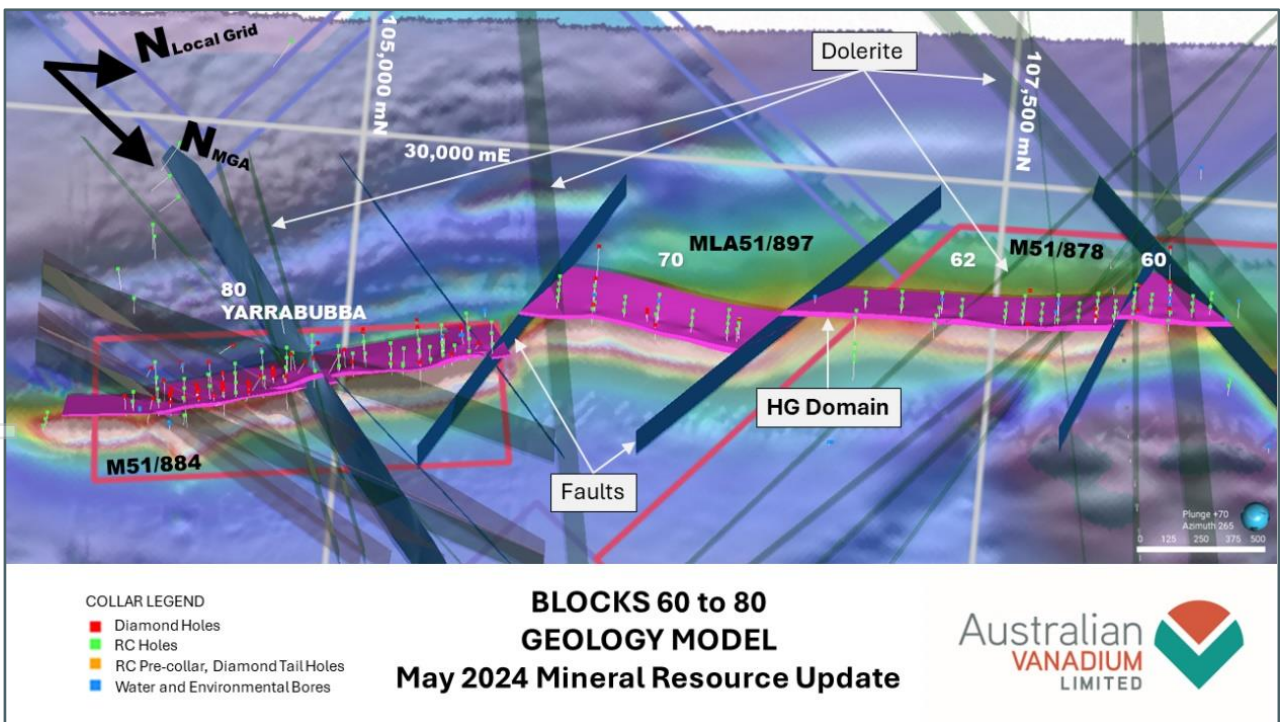 N Local Grid
N MGA
105,000 mN
30,000 mE
Dolerite
107,500 mN
MLA51/897
M51/878
70
62
60
80
YARRABUBBA
HG Domain
M51/884
Faults
Plunge +70
Azimuth 265
0 125 250 375 500
COLLAR LEGEND
Diamond Holes
RC Holes
RC Pre-collar, Diamond Tail Holes
Water and Environmental Bores
BLOCKS 60 to 80
GEOLOGY MODEL
May 2024 Mineral Resource Update
Australian
VANADIUM
LIMITED